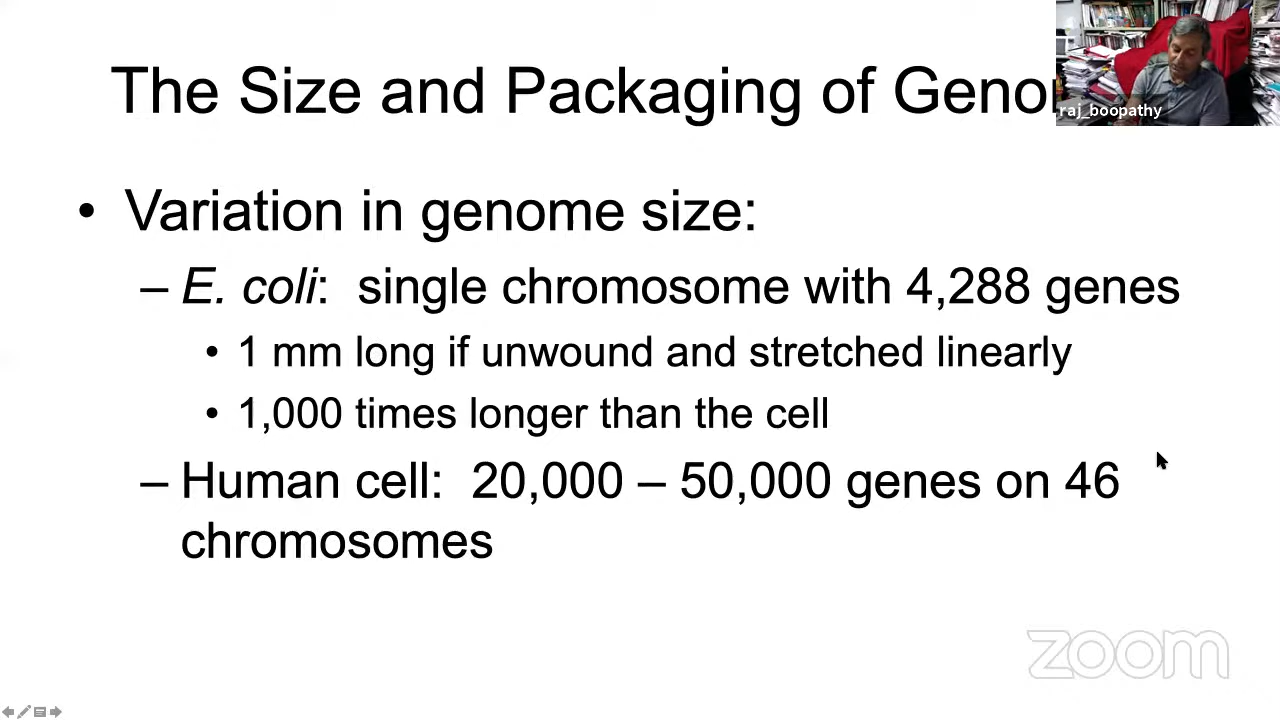 The Size and Packaging of Geno
raj_boopathy
• Variation in genome size:
– E. coli: single chromosome with 4,288 genes
• 1 mm long if unwound and stretched linearly
• 1,000 times longer than the cell
– Human cell: 20,000 – 50,000 genes on 46
chromosomes
zoom